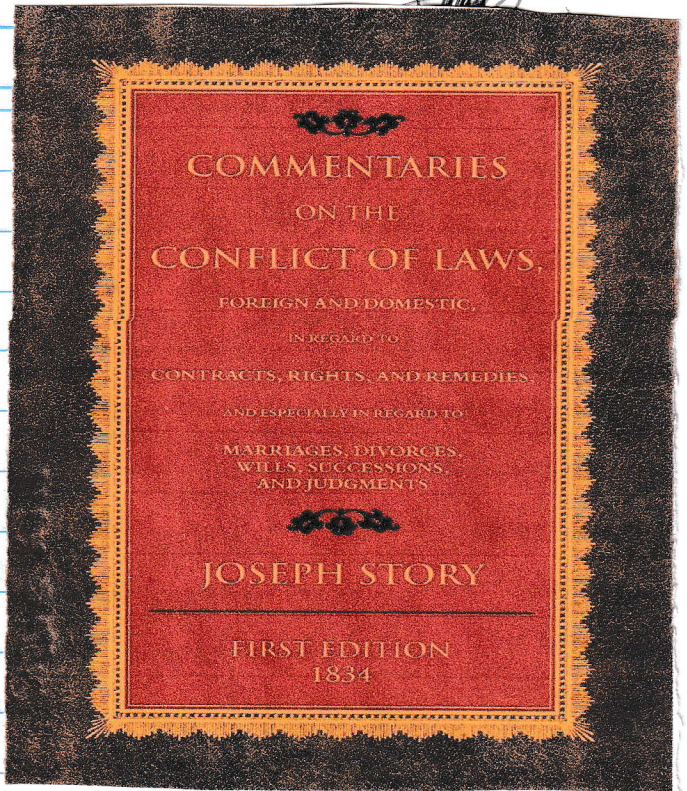 COMMENTARIES
ON THE
CONFLICT OF LAWS,
FOREIGN AND DOMESTIC,
IN REGARD TO
CONTRACTS, RIGHTS, AND REMEDIES,
AND ESPECIALLY IN REGARD TO
MARRIAGES, DIVORCES,
WILLS, SUCCESSIONS,
AND JUDGMENTS
JOSEPH STORY
FIRST EDITION
1834